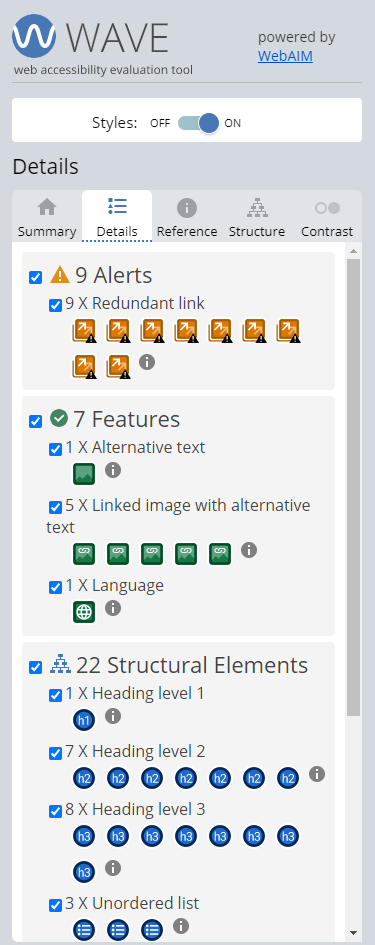 WAVE
web accessibility evaluation tool
powered by
WebAIM
Styles: OFF ON
Details
Summary Details Reference Structure Contrast
9 Alerts
9 X Redundant link
7 Features
1 X Alternative text
5 X Linked image with alternative
text
1 X Language
22 Structural Elements
1 X Heading level 1
h1
7 X Heading level 2
h2 h2 h2 h2 h2 h2 h2
8 X Heading level 3
h3 h3 h3 h3 h3 h3 h3
h3
3 X Unordered list